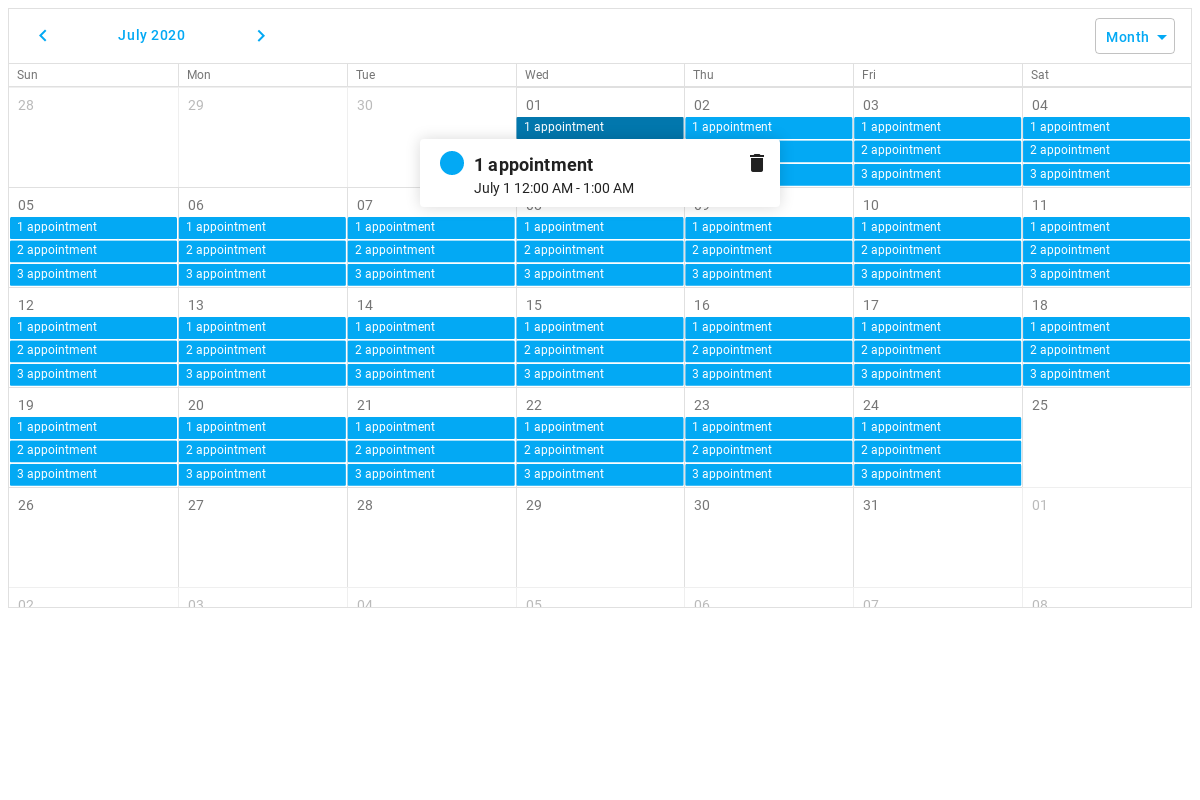 July 2020
Month
Sun Mon Tue Wed Thu Fri Sat
28 29 30 01 02 03 04
1 appointment 1 appointment 1 appointment 1 appointment
2 appointment 2 appointment
3 appointment 3 appointment
1 appointment
July 1 12:00 AM - 1:00 AM
05 06 07 08 09 10 11
1 appointment 1 appointment 1 appointment 1 appointment 1 appointment 1 appointment 1 appointment
2 appointment 2 appointment 2 appointment 2 appointment 2 appointment 2 appointment 2 appointment
3 appointment 3 appointment 3 appointment 3 appointment 3 appointment 3 appointment 3 appointment
12 13 14 15 16 17 18
1 appointment 1 appointment 1 appointment 1 appointment 1 appointment 1 appointment 1 appointment
2 appointment 2 appointment 2 appointment 2 appointment 2 appointment 2 appointment 2 appointment
3 appointment 3 appointment 3 appointment 3 appointment 3 appointment 3 appointment 3 appointment
19 20 21 22 23 24 25
1 appointment 1 appointment 1 appointment 1 appointment 1 appointment 1 appointment
2 appointment 2 appointment 2 appointment 2 appointment 2 appointment 2 appointment
3 appointment 3 appointment 3 appointment 3 appointment 3 appointment 3 appointment
26 27 28 29 30 31 01
02 03 04 05 06 07 08